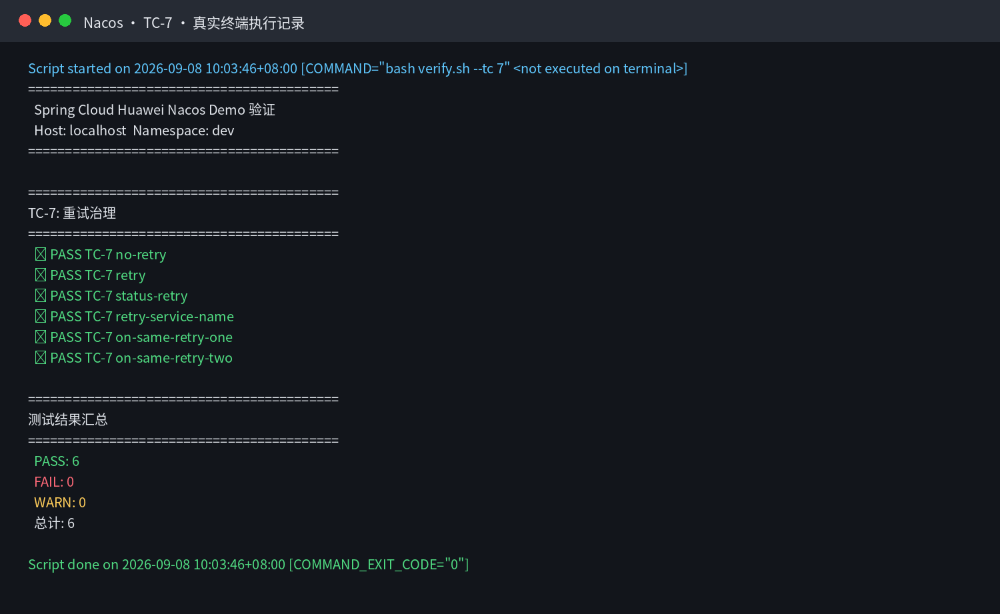 Nacos · TC-7 · 真实终端执行记录
Script started on 2026-09-08 10:03:46+08:00 [COMMAND="bash verify.sh --tc 7" <not executed on terminal>]
==========================================
Spring Cloud Huawei Nacos Demo 验证
Host: localhost  Namespace: dev
==========================================
==========================================
TC-7: 重试治理
==========================================
PASS TC-7 no-retry
PASS TC-7 retry
PASS TC-7 status-retry
PASS TC-7 retry-service-name
PASS TC-7 on-same-retry-one
PASS TC-7 on-same-retry-two
==========================================
测试结果汇总
==========================================
PASS: 6
FAIL: 0
WARN: 0
总计: 6
Script done on 2026-09-08 10:03:46+08:00 [COMMAND_EXIT_CODE="0"]